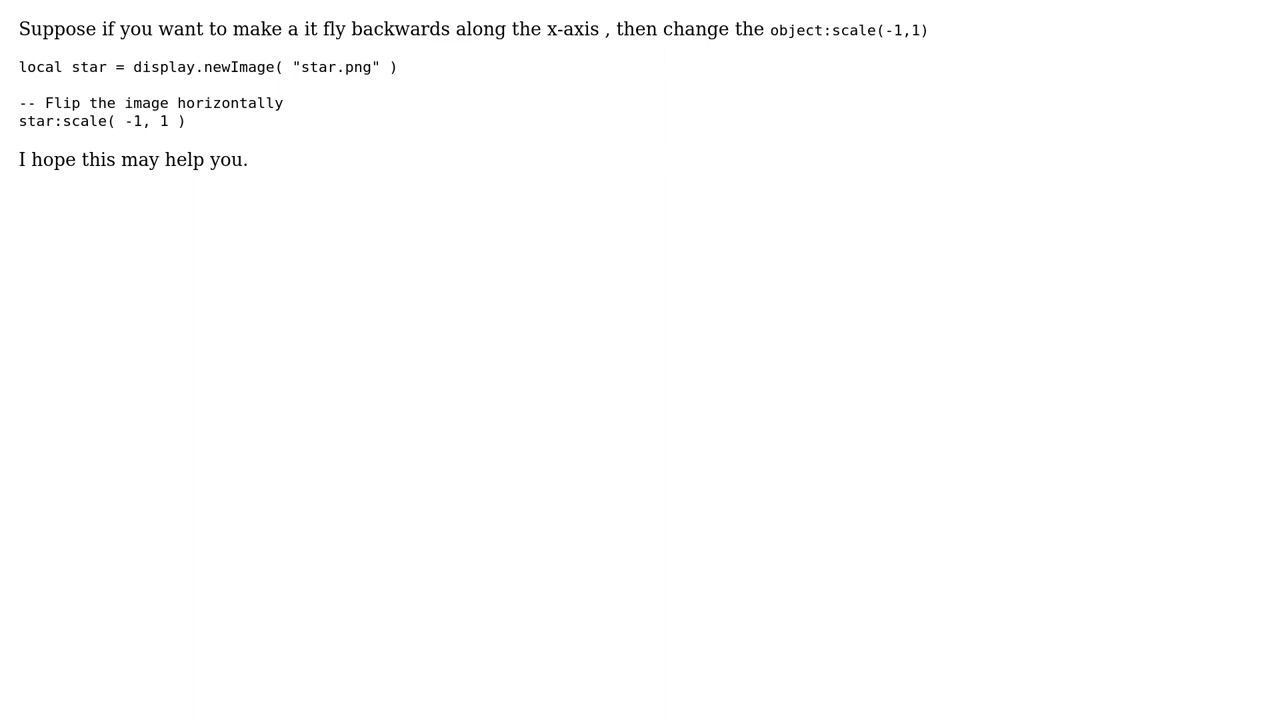 Suppose if you want to make a it fly backwards along the x-axis , then change the object:scale(-1,1)
local star = display.newImage( "star.png" )
-- Flip the image horizontally
star:scale( -1, 1 )
I hope this may help you.